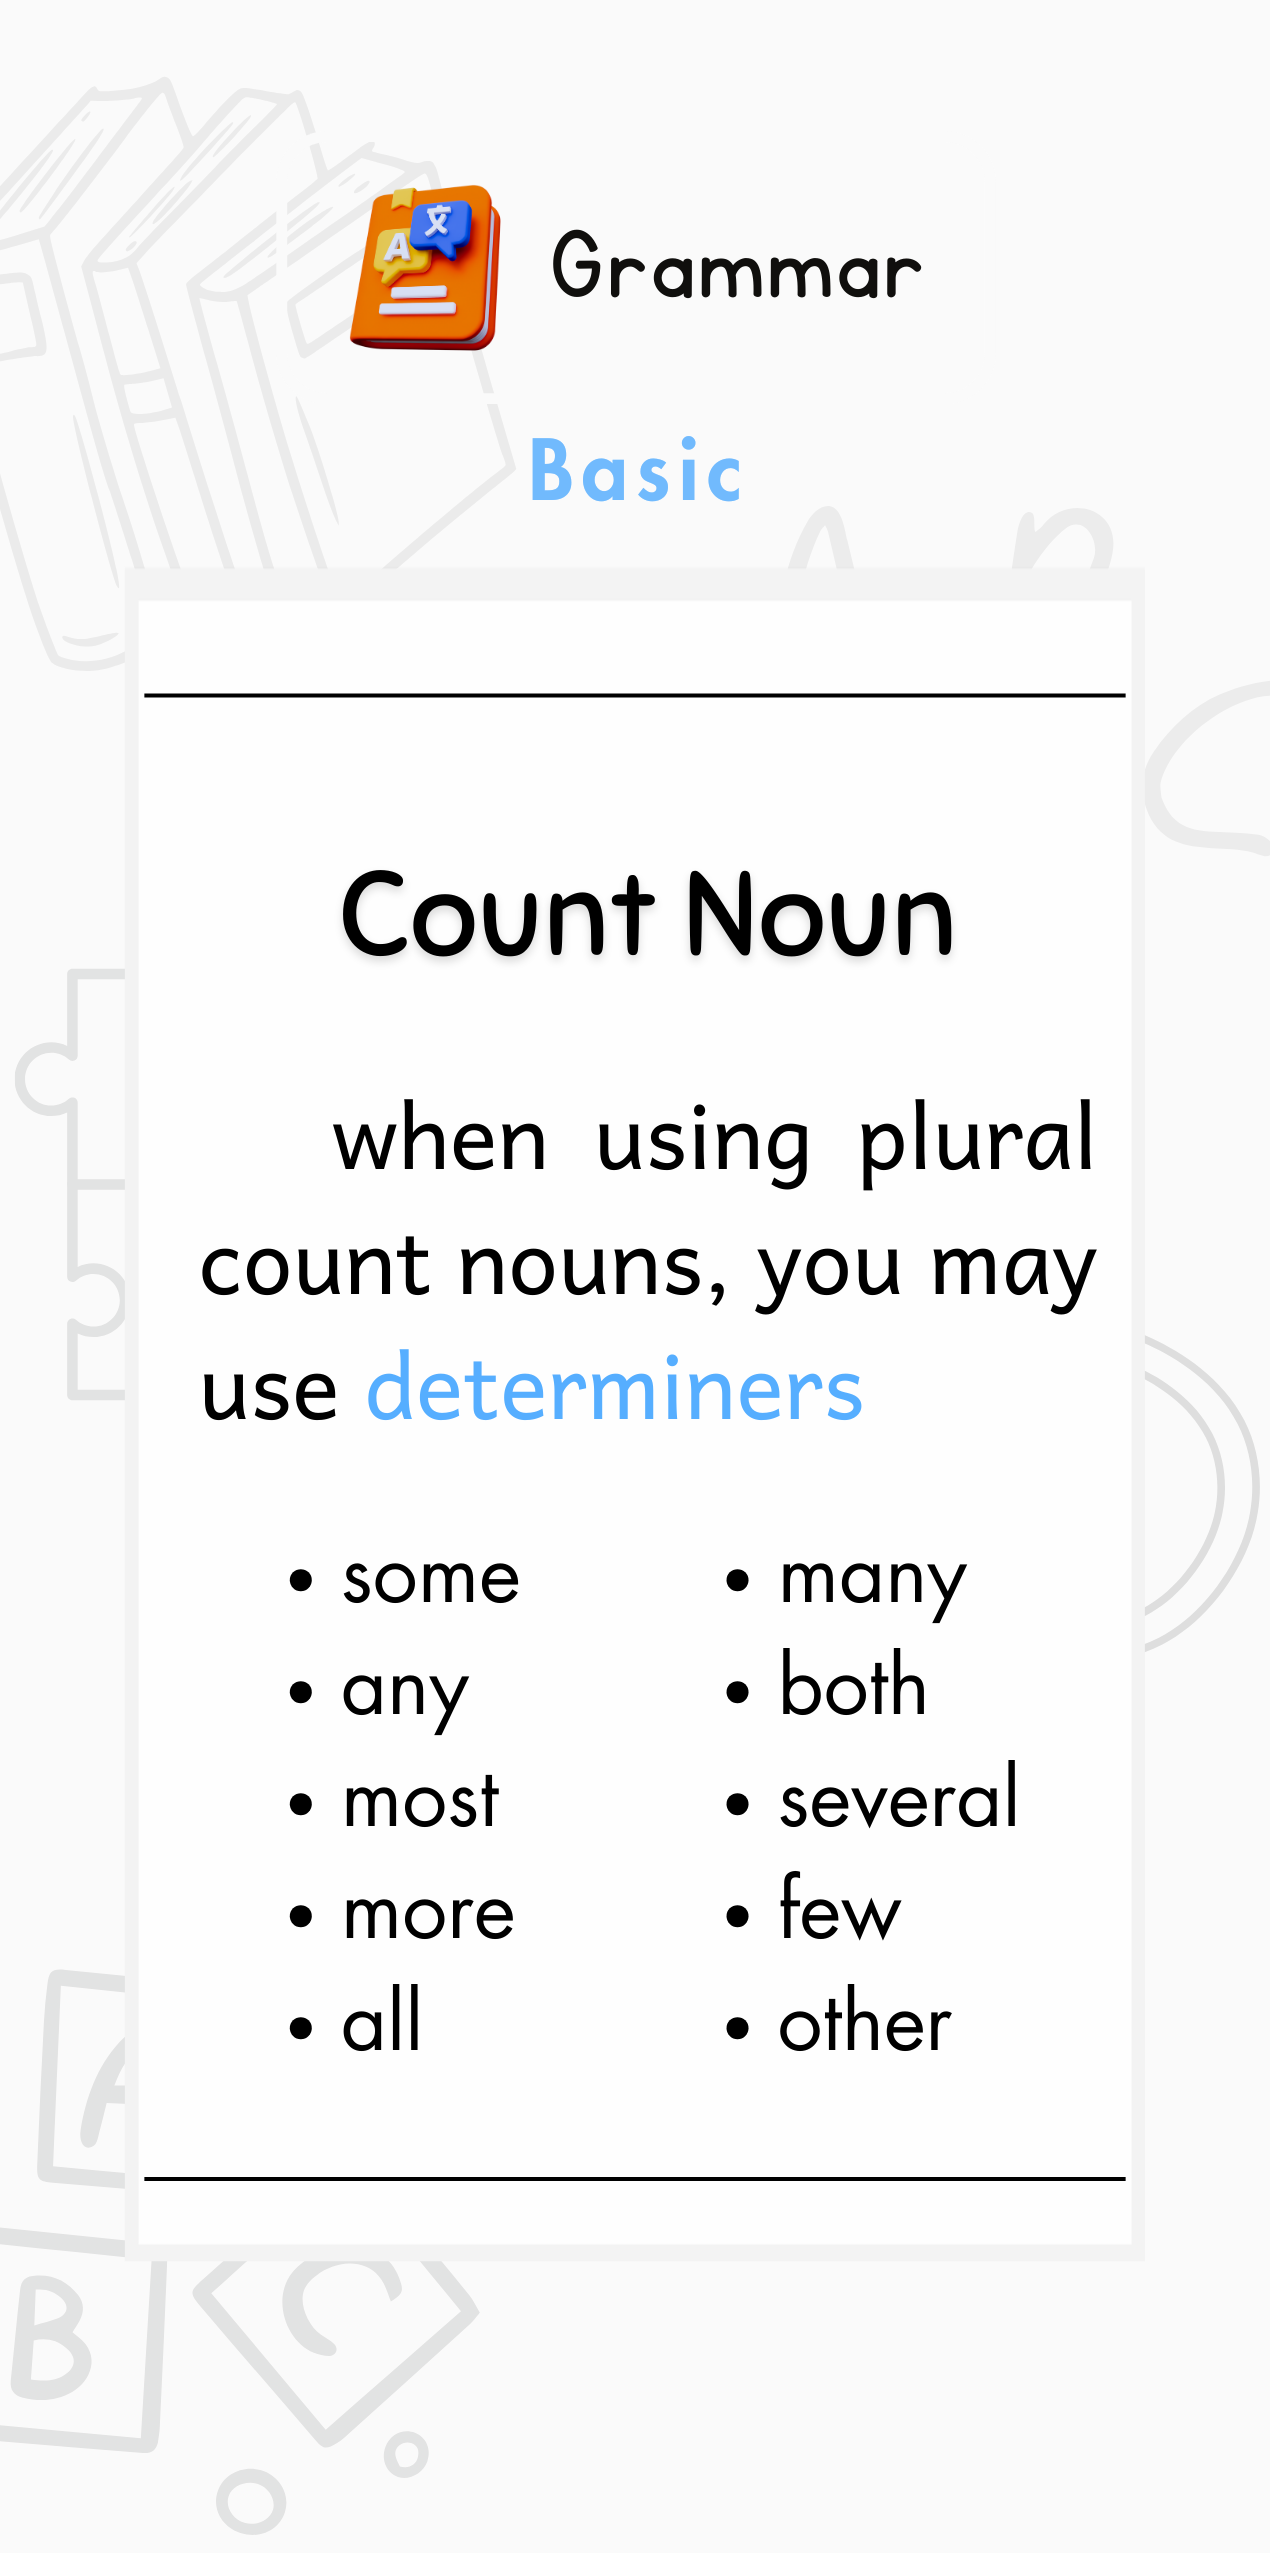 A 文
Grammar
Basic
Count Noun
when using plural
count nouns, you may
use determiners
• some
• any
• most
• more
• all
• many
• both
• several
• few
• other
A
B
C